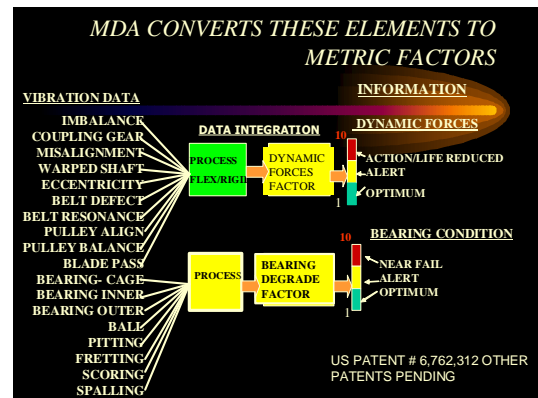 MDA CONVERTS THESE ELEMENTS TO
METRIC FACTORS
VIBRATION DATA
IMBALANCE
COUPLING GEAR
MISALIGNMENT
WARPED SHAFT
ECCENTRICITY
BELT DEFECT
BELT RESONANCE
PULLEY ALIGN
PULLEY BALANCE
BLADE PASS
BEARING- CAGE
BEARING INNER
BEARING OUTER
BALL
PITTING
FRETTING
SCORING
SPALLING
DATA INTEGRATION
PROCESS
FLEX/RIGID
DYNAMIC
FORCES
FACTOR
INFORMATION
DYNAMIC FORCES
10
ACTION/LIFE REDUCED
ALERT
OPTIMUM
1
PROCESS
BEARING
DEGRADE
FACTOR
BEARING CONDITION
10
NEAR FAIL
ALERT
OPTIMUM
1
US PATENT # 6,762,312 OTHER
PATENTS PENDING